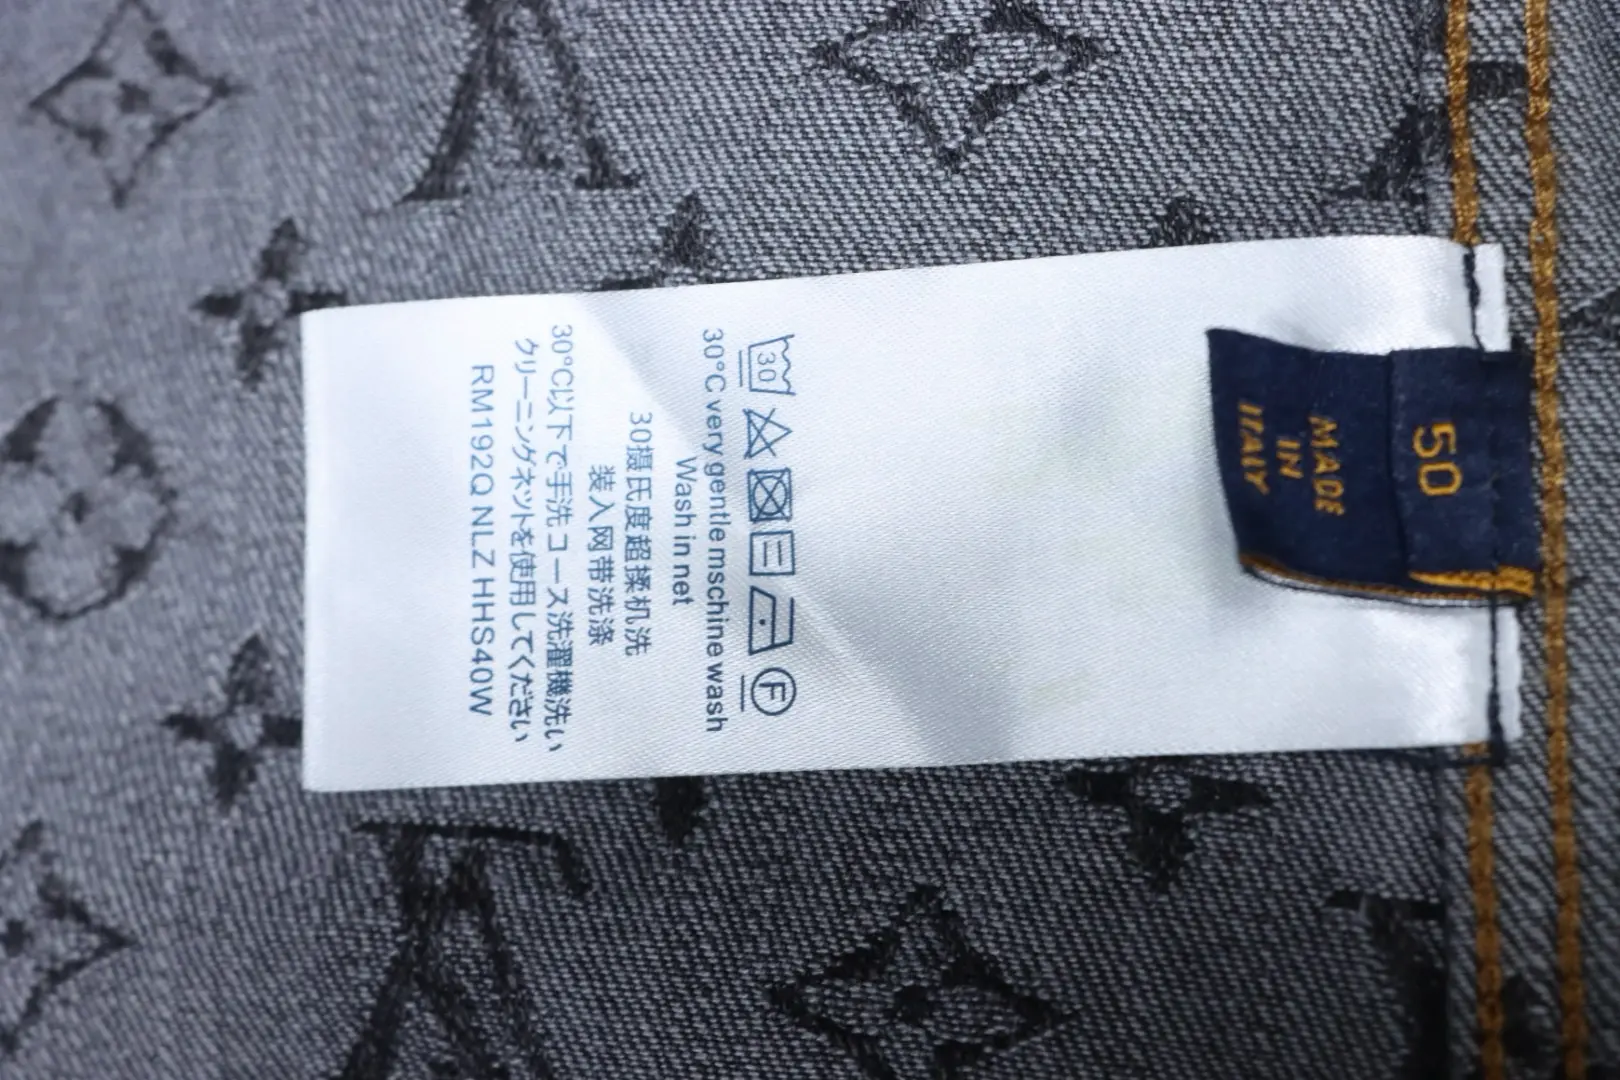 50
MADE
IN
ITALY
30
F
30°C very gentle mschine wash
Wash in net
30摄氏度超揉机洗
装入网带洗涤
30°C以下で手洗コース洗濯機洗い
クリーニングネットを使用してください
RM192Q NLZ HHS40W